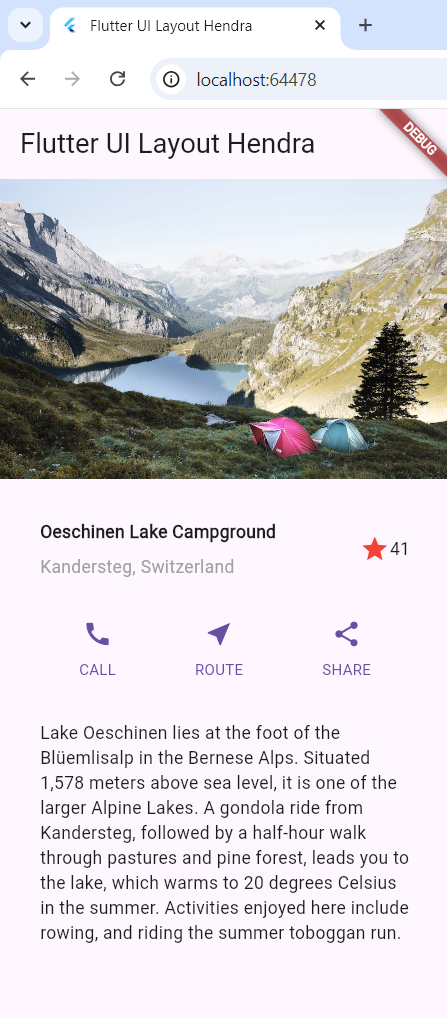 Flutter UI Layout Hendra
localhost:64478
Flutter UI Layout Hendra
DEBUG
Oeschinen Lake Campground
Kandersteg, Switzerland
41
CALL ROUTE SHARE
Lake Oeschinen lies at the foot of the
Blüemlisalp in the Bernese Alps. Situated
1,578 meters above sea level, it is one of the
larger Alpine Lakes. A gondola ride from
Kandersteg, followed by a half-hour walk
through pastures and pine forest, leads you to
the lake, which warms to 20 degrees Celsius
in the summer. Activities enjoyed here include
rowing, and riding the summer toboggan run.